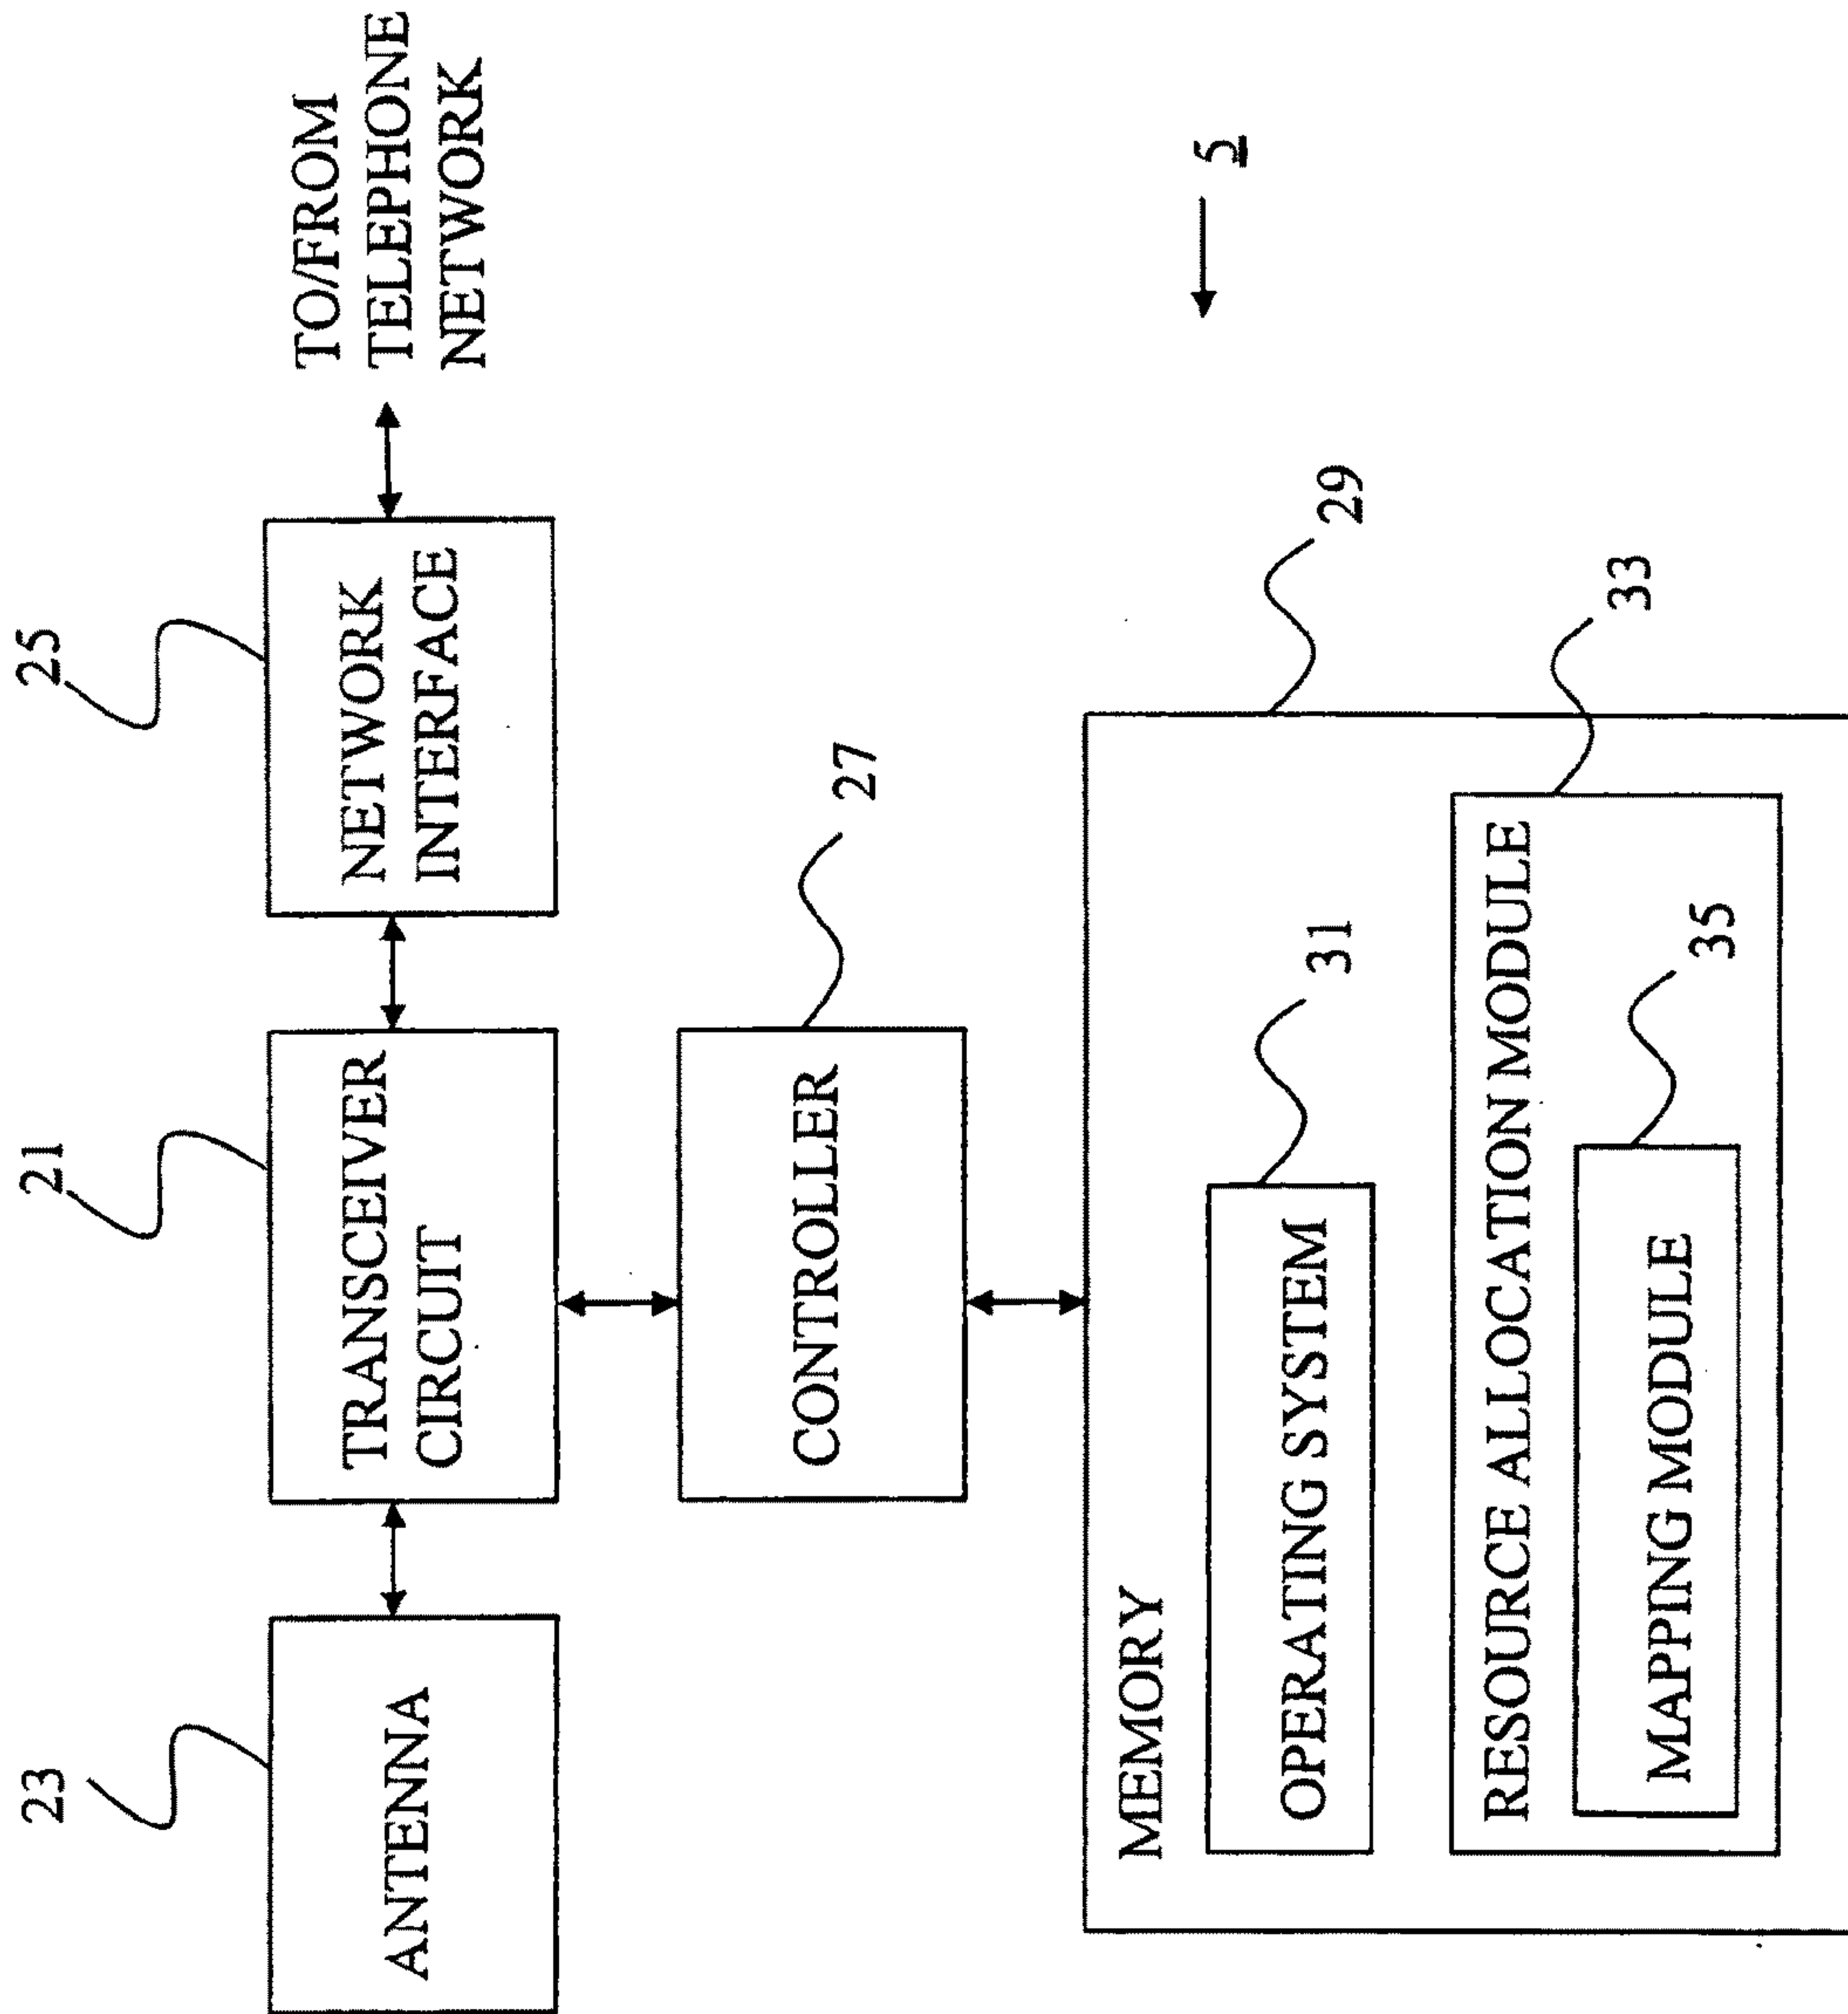 23
21
25
ANTENNA
TRANSCEIVER
CIRCUIT
NETWORK
INTERFACE
TO/FROM
TELEPHONE
NETWORK
27
CONTROLLER
5
29
MEMORY
31
OPERATING SYSTEM
33
RESOURCE ALLOCATION MODULE
35
MAPPING MODULE